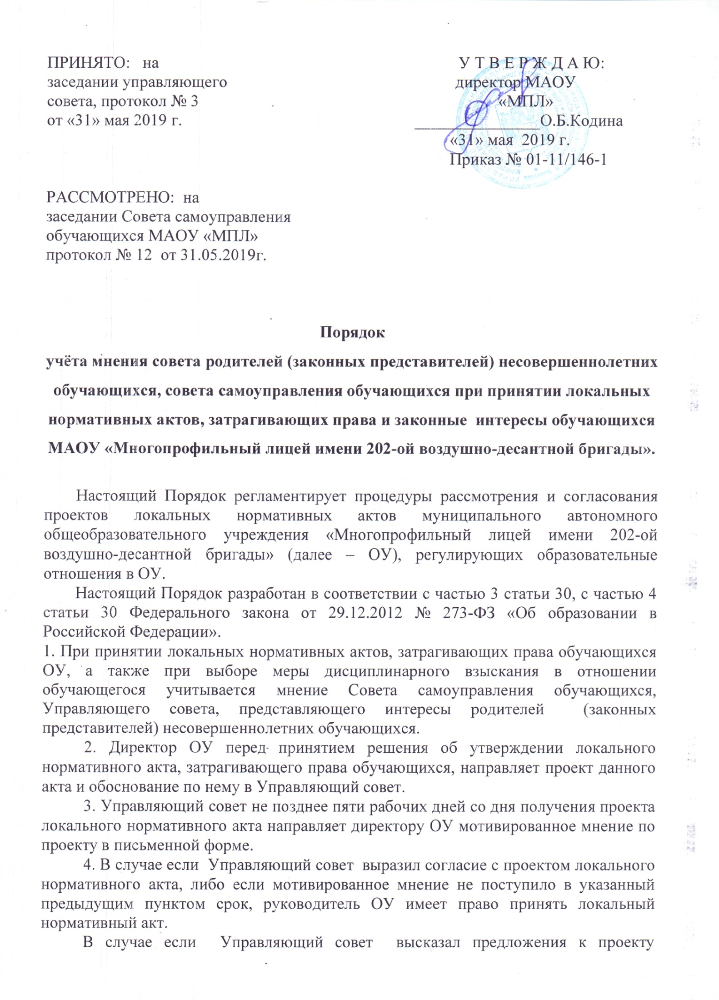 ПРИНЯТО: на
заседании управляющего
совета, протокол № 3
от «31» мая 2019 г.
У Т В Е Р Ж Д А Ю:
директор МАОУ
«МПЛ»
______________О.Б.Кодина
«31» мая 2019 г.
Приказ № 01-11/146-1
РАССМОТРЕНО: на
заседании Совета самоуправления
обучающихся МАОУ «МПЛ»
протокол № 12 от 31.05.2019г.
Порядок
учёта мнения совета родителей (законных представителей) несовершеннолетних
обучающихся, совета самоуправления обучающихся при принятии локальных
нормативных актов, затрагивающих права и законные интересы обучающихся
МАОУ «Многопрофильный лицей имени 202-ой воздушно-десантной бригады».
Настоящий Порядок регламентирует процедуры рассмотрения и согласования
проектов локальных нормативных актов муниципального автономного
общеобразовательного учреждения «Многопрофильный лицей имени 202-ой
воздушно-десантной бригады» (далее – ОУ), регулирующих образовательные
отношения в ОУ.
Настоящий Порядок разработан в соответствии с частью 3 статьи 30, с частью 4
статьи 30 Федерального закона от 29.12.2012 № 273-ФЗ «Об образовании в
Российской Федерации».
1. При принятии локальных нормативных актов, затрагивающих права обучающихся
ОУ, а также при выборе меры дисциплинарного взыскания в отношении
обучающегося учитывается мнение Совета самоуправления обучающихся,
Управляющего совета, представляющего интересы родителей (законных
представителей) несовершеннолетних обучающихся.
2. Директор ОУ перед принятием решения об утверждении локального
нормативного акта, затрагивающего права обучающихся, направляет проект данного
акта и обоснование по нему в Управляющий совет.
3. Управляющий совет не позднее пяти рабочих дней со дня получения проекта
локального нормативного акта направляет директору ОУ мотивированное мнение по
проекту в письменной форме.
4. В случае если Управляющий совет выразил согласие с проектом локального
нормативного акта, либо если мотивированное мнение не поступило в указанный
предыдущим пунктом срок, руководитель ОУ имеет право принять локальный
нормативный акт.
В случае если Управляющий совет высказал предложения к проекту